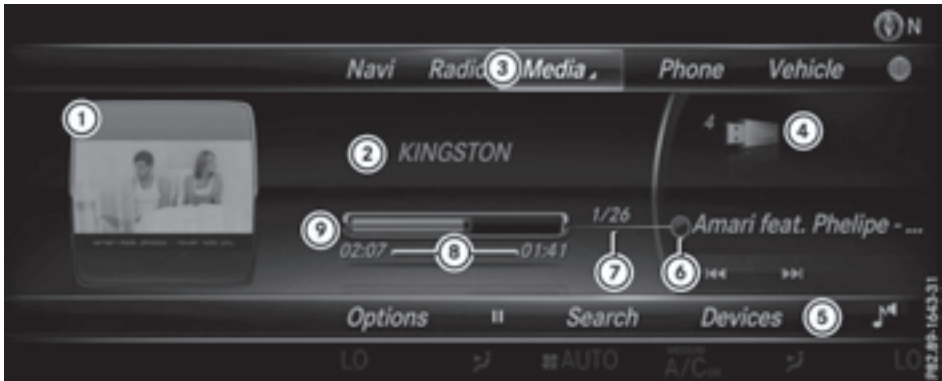 N
Navi Radio 3 Media Phone Vehicle
1
4 4
2 KINGSTON
1/26
9
Amari feat. Phelipe - ...
02:07 8 01:41
7 6
Options Search Devices 5
LO AUTO A/C LO
P82.89-1643-31